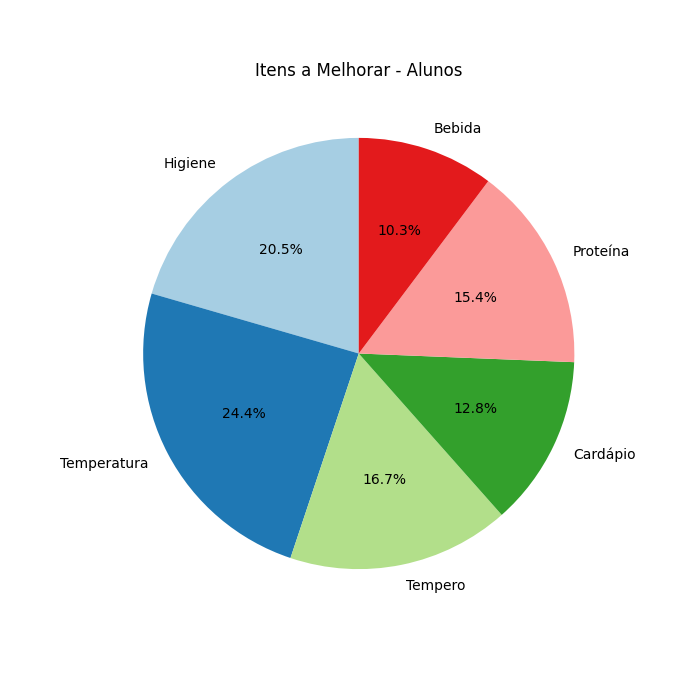 Itens a Melhorar - Alunos
Bebida
Higiene
10.3%
20.5%
Proteína
15.4%
12.8%
24.4%
Cardápio
Temperatura
16.7%
Tempero